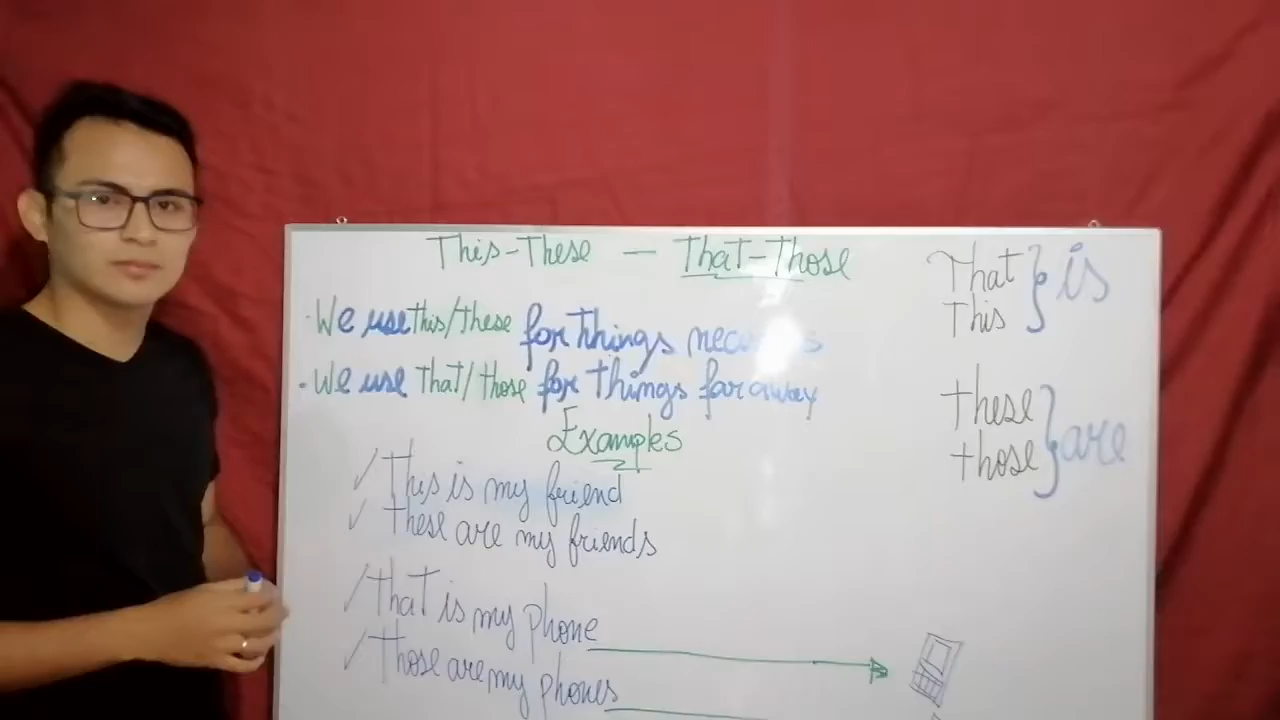 This-These — That-Those
· We use this/these for things
· We use that/those for things far away
Examples
✓ This is my friend
✓ These are my friends
✓ that is my phone
✓ Those are my phones
That } is
This
these } are
those